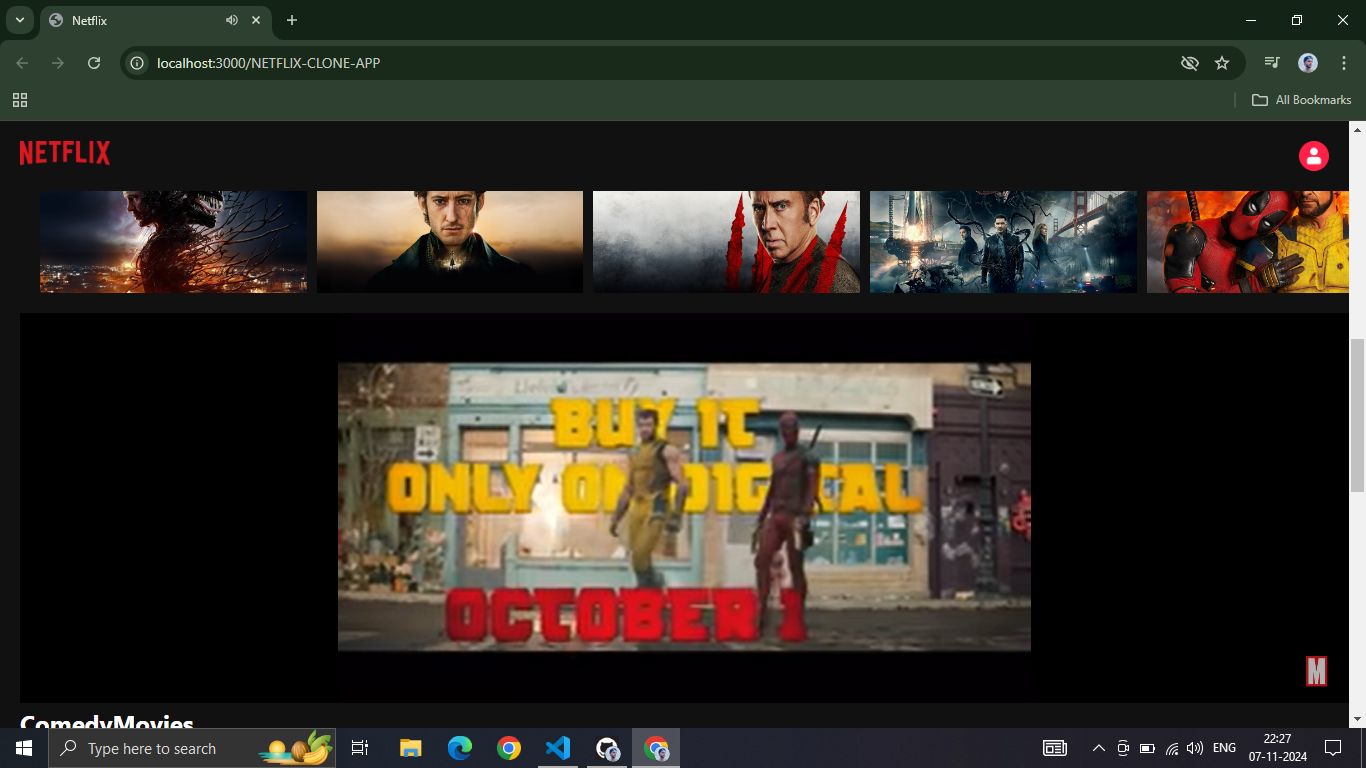 Netflix
localhost:3000/NETFLIX-CLONE-APP
All Bookmarks
NETFLIX
BUY IT
ONLY ON DIGITAL
OCTOBER 1
M
ComedyMovies
Type here to search
ENG
22:27
07-11-2024